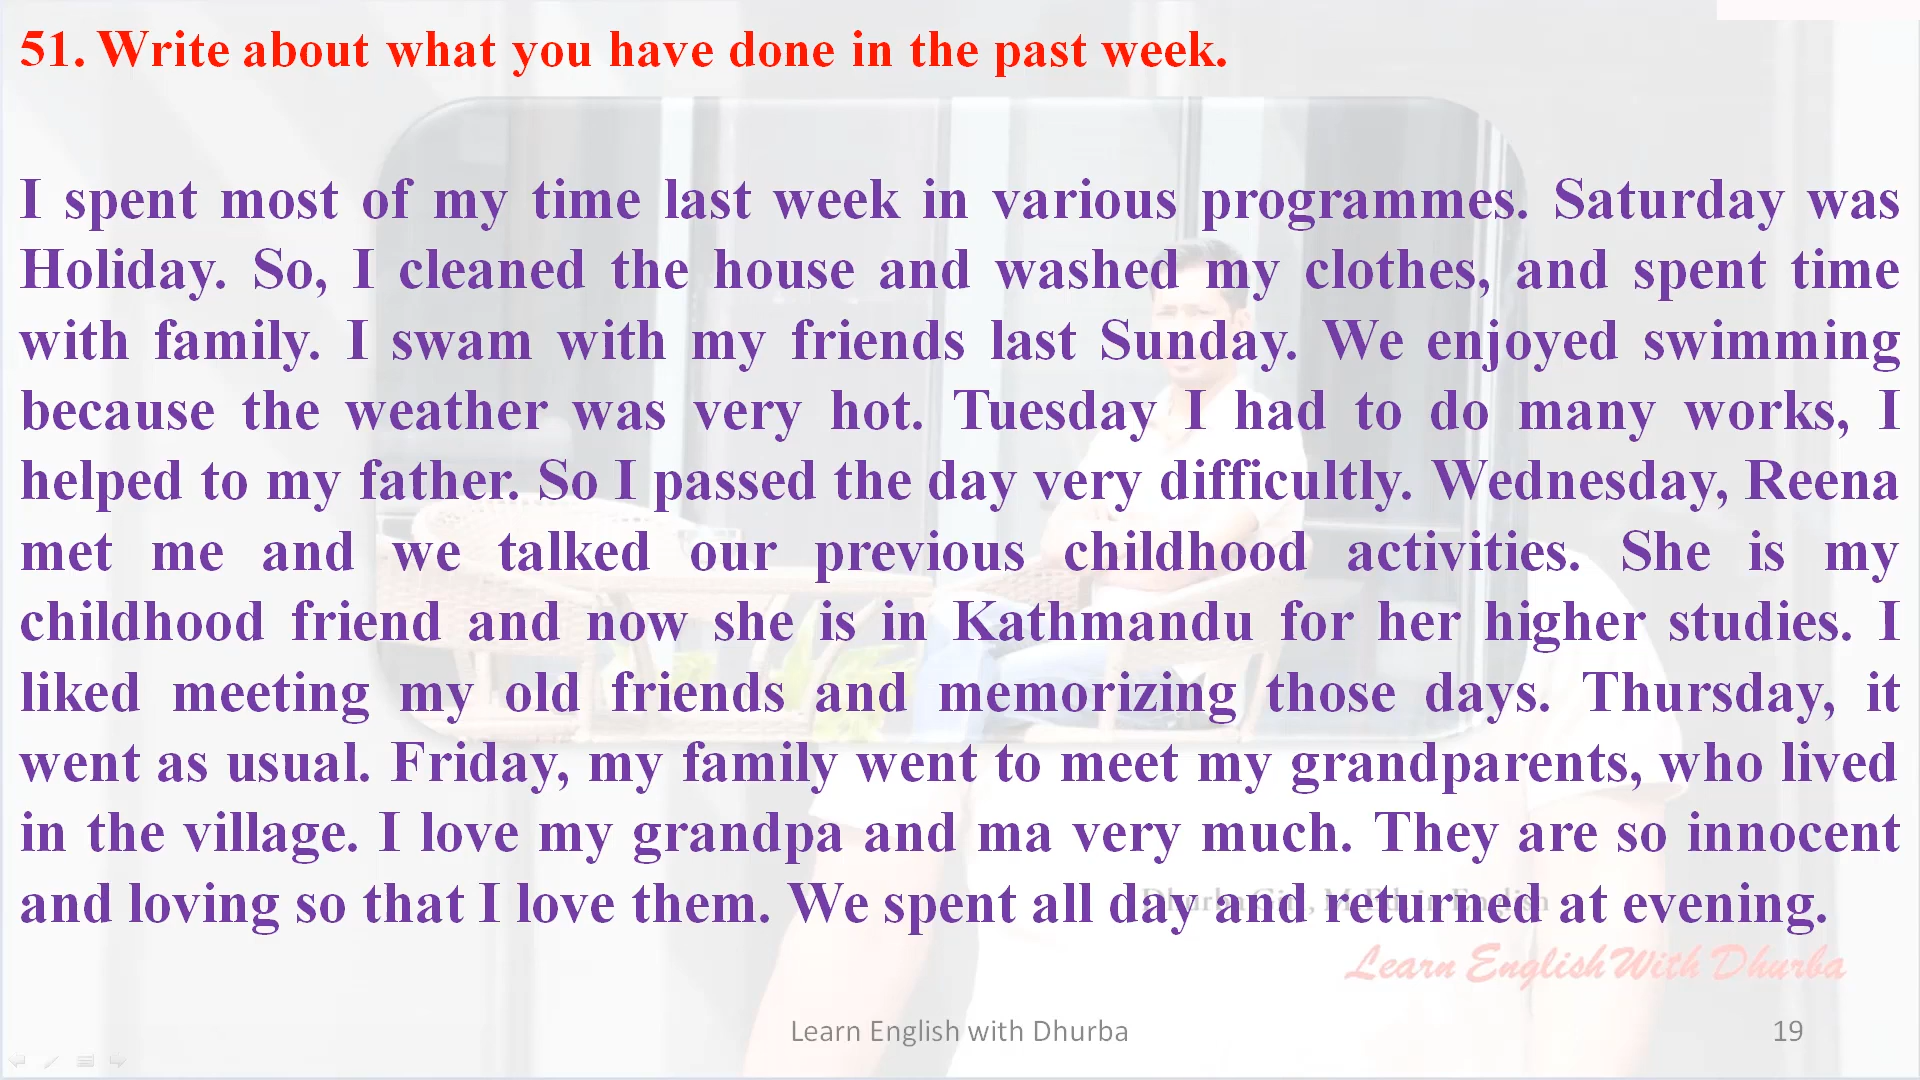 51. Write about what you have done in the past week.
I spent most of my time last week in various programmes. Saturday was
Holiday. So, I cleaned the house and washed my clothes, and spent time
with family. I swam with my friends last Sunday. We enjoyed swimming
because the weather was very hot. Tuesday I had to do many works, I
helped to my father. So I passed the day very difficultly. Wednesday, Reena
met me and we talked our previous childhood activities. She is my
childhood friend and now she is in Kathmandu for her higher studies. I
liked meeting my old friends and memorizing those days. Thursday, it
went as usual. Friday, my family went to meet my grandparents, who lived
in the village. I love my grandpa and ma very much. They are so innocent
and loving so that I love them. We spent all day and returned at evening.
Learn English With Dhurba
Learn English with Dhurba 19